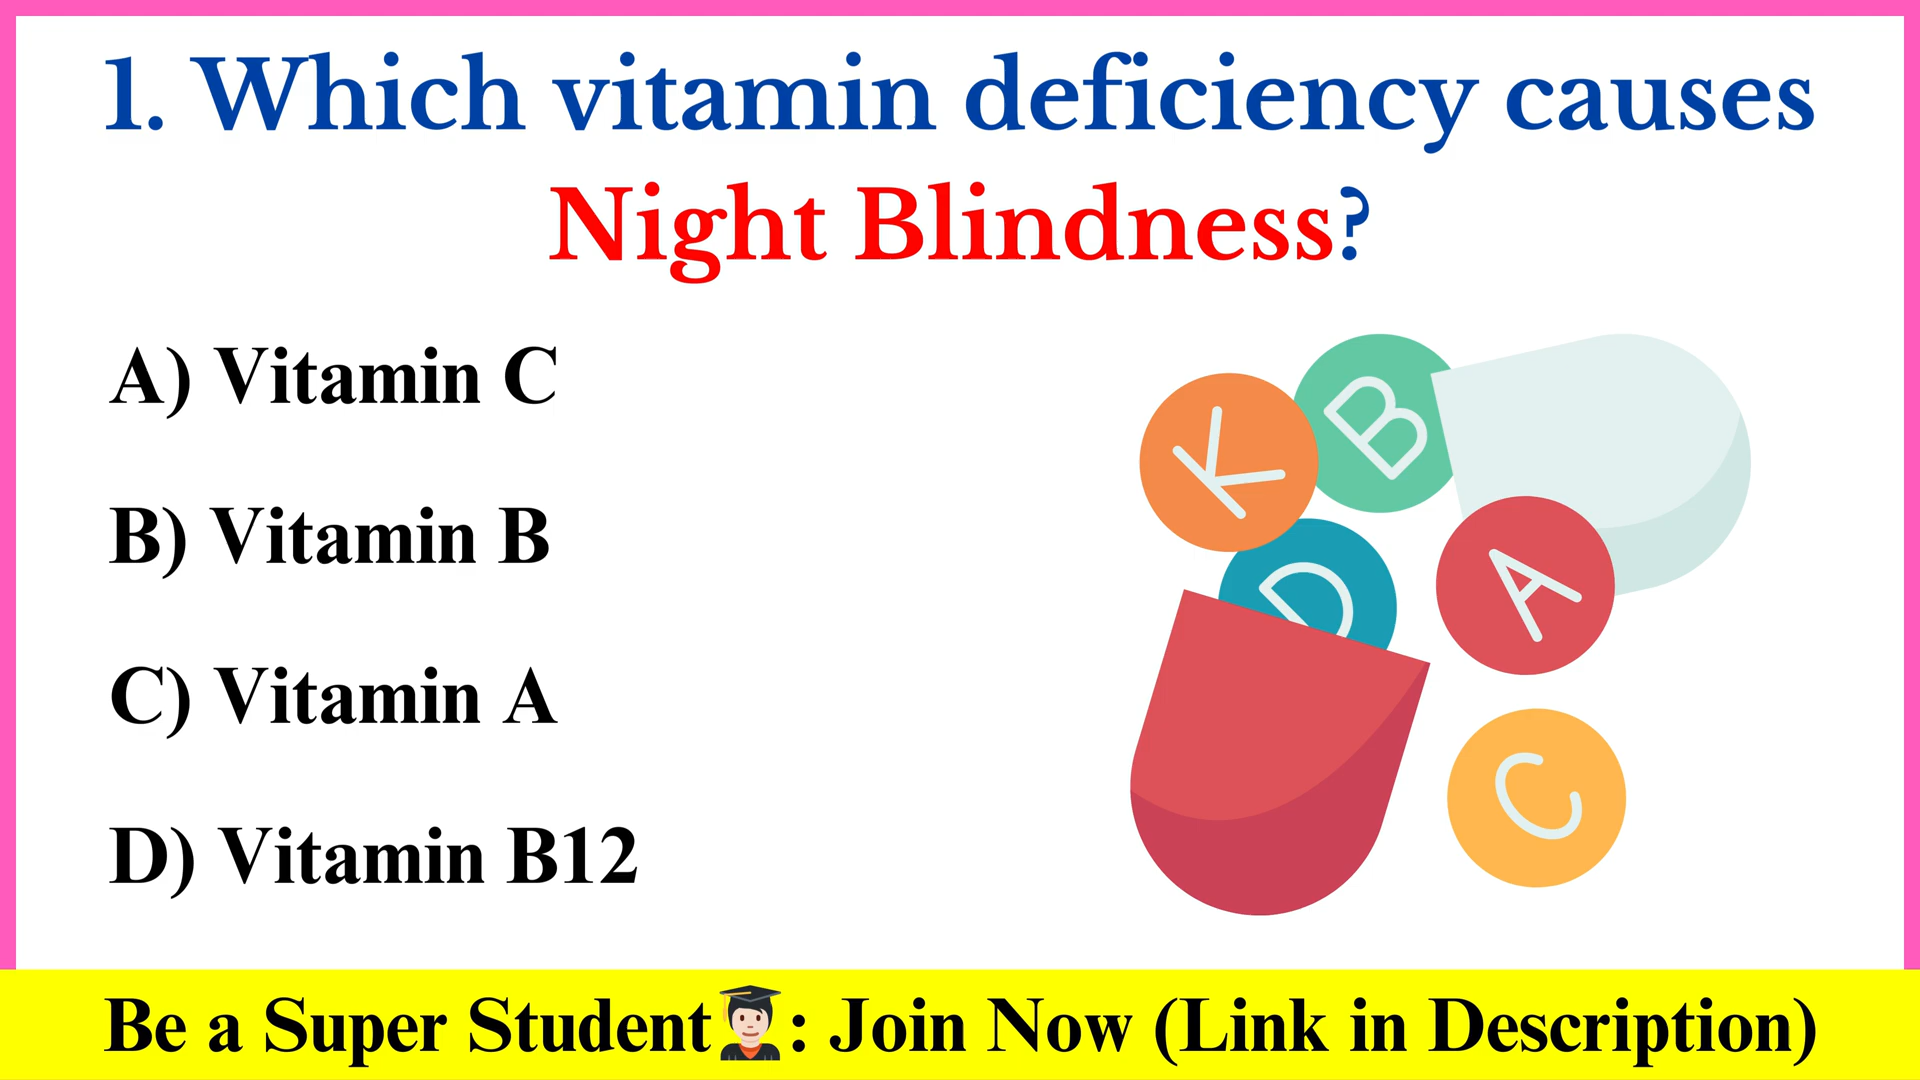 1. Which vitamin deficiency causes
Night Blindness?
A) Vitamin C
B) Vitamin B
C) Vitamin A
D) Vitamin B12
K
B
D
A
C
Be a Super Student🧑‍🎓: Join Now (Link in Description)